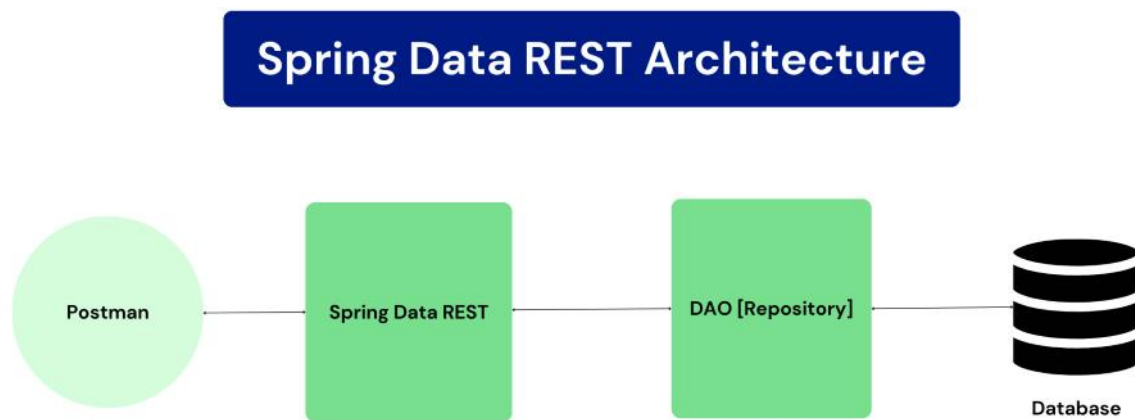 Spring Data REST Architecture
Postman
Spring Data REST
DAO [Repository]
Database